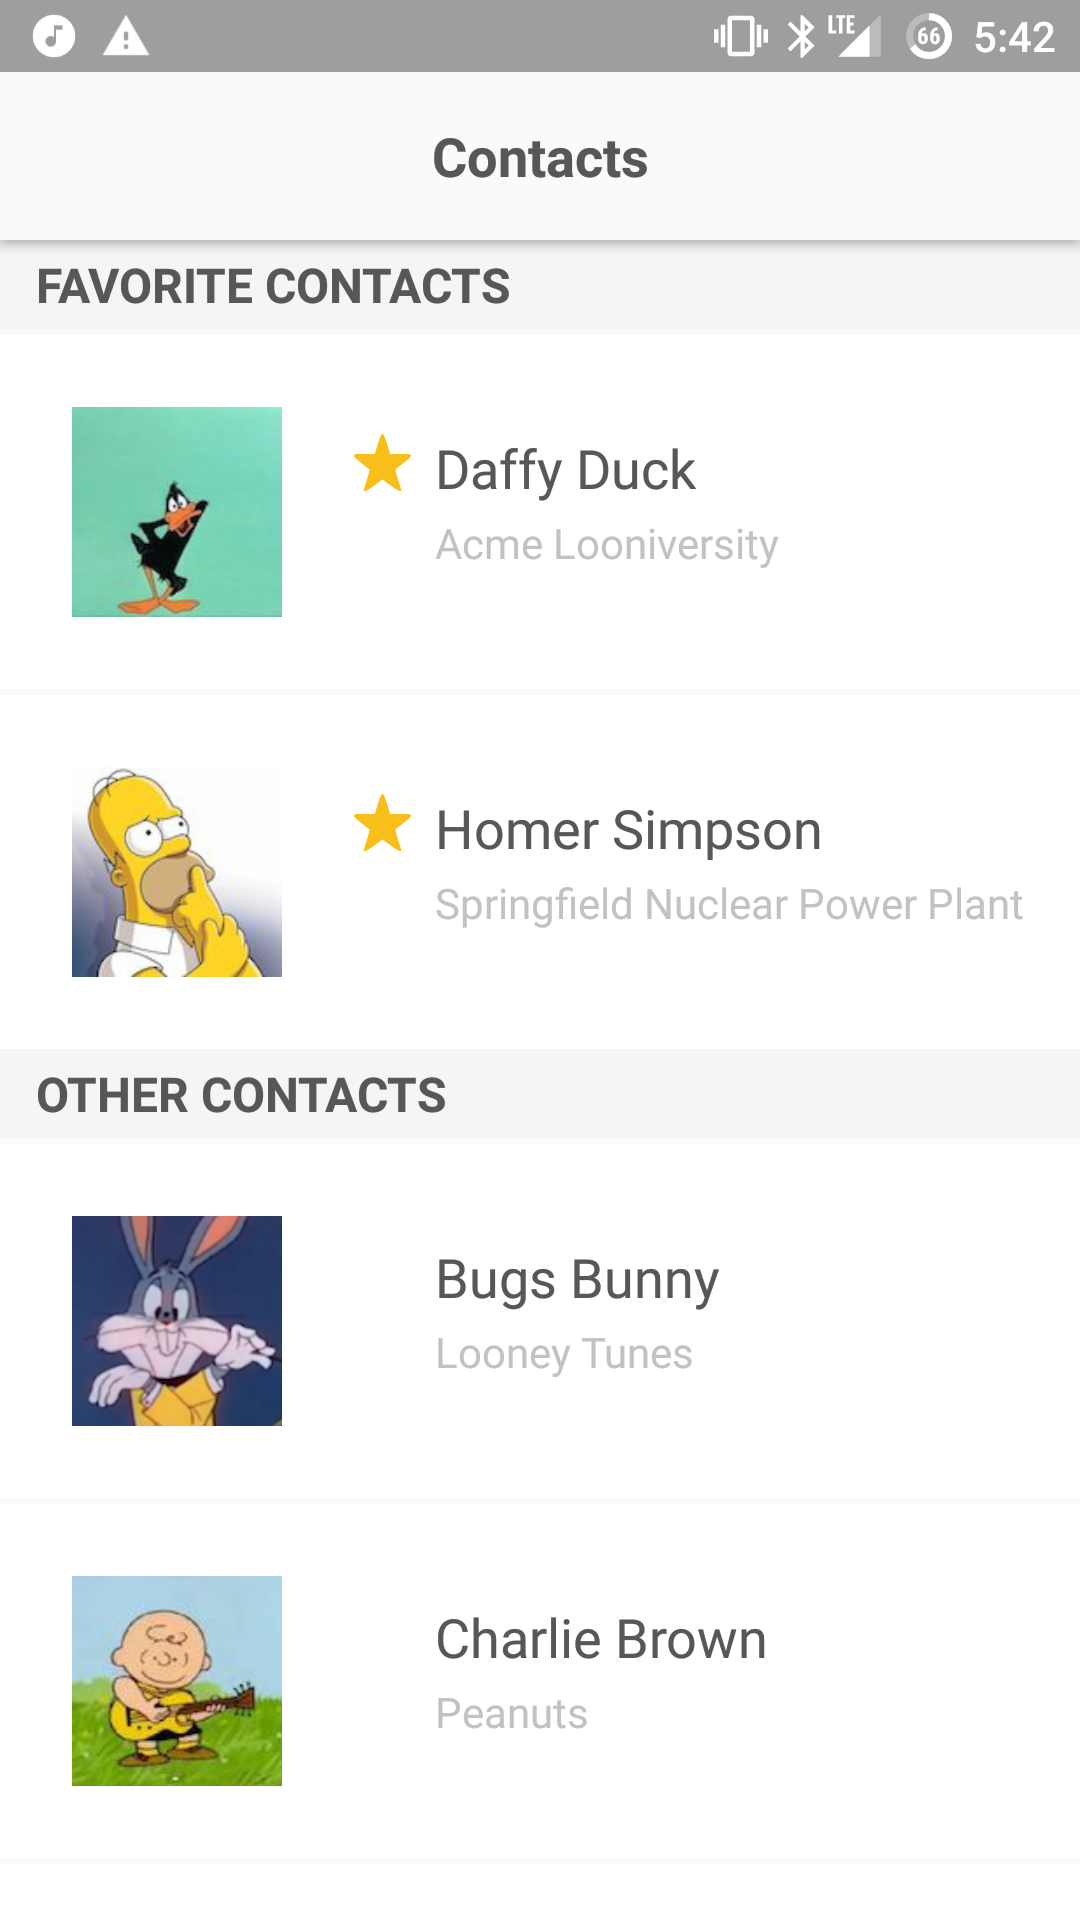 LTE 66 5:42
Contacts
FAVORITE CONTACTS
Daffy Duck
Acme Looniversity
Homer Simpson
Springfield Nuclear Power Plant
OTHER CONTACTS
Bugs Bunny
Looney Tunes
Charlie Brown
Peanuts